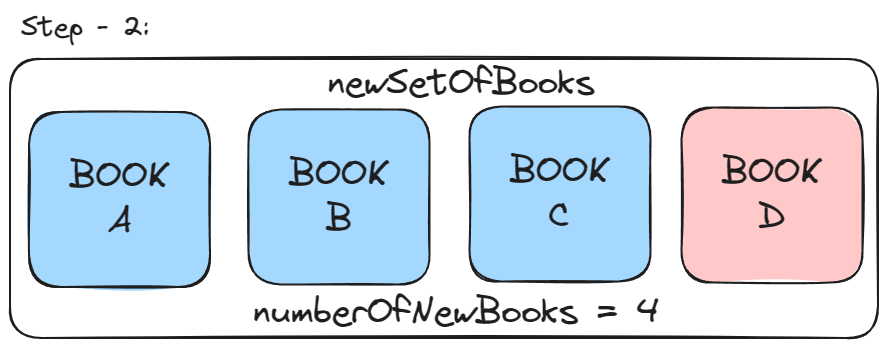 Step - 2:
newSetOfBooks
BOOK
A
BOOK
B
BOOK
C
BOOK
D
numberOfNewBooks = 4